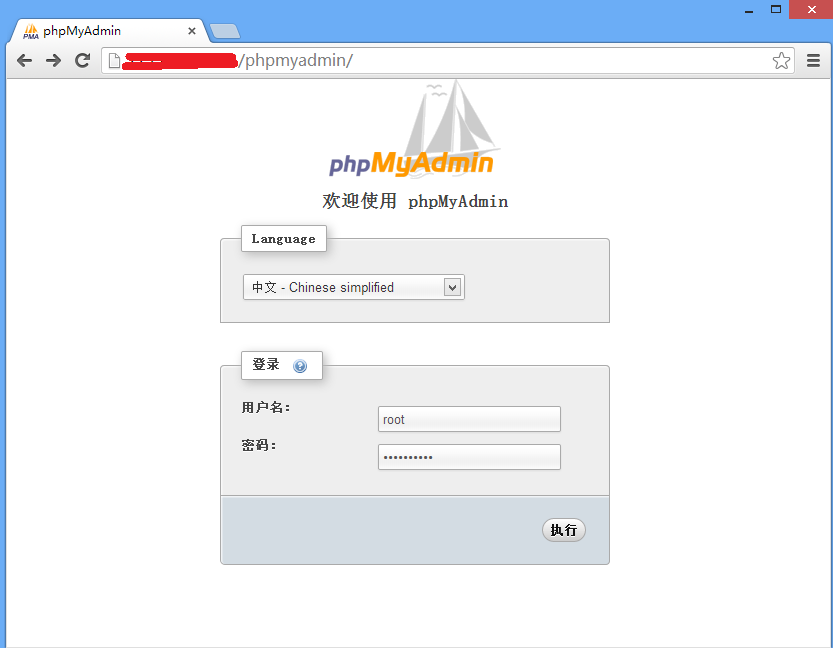 phpMyAdmin
/phpmyadmin/
phpMyAdmin
欢迎使用 phpMyAdmin
Language
中文 - Chinese simplified
登录
用户名：
root
密码：
••••••••••
执行